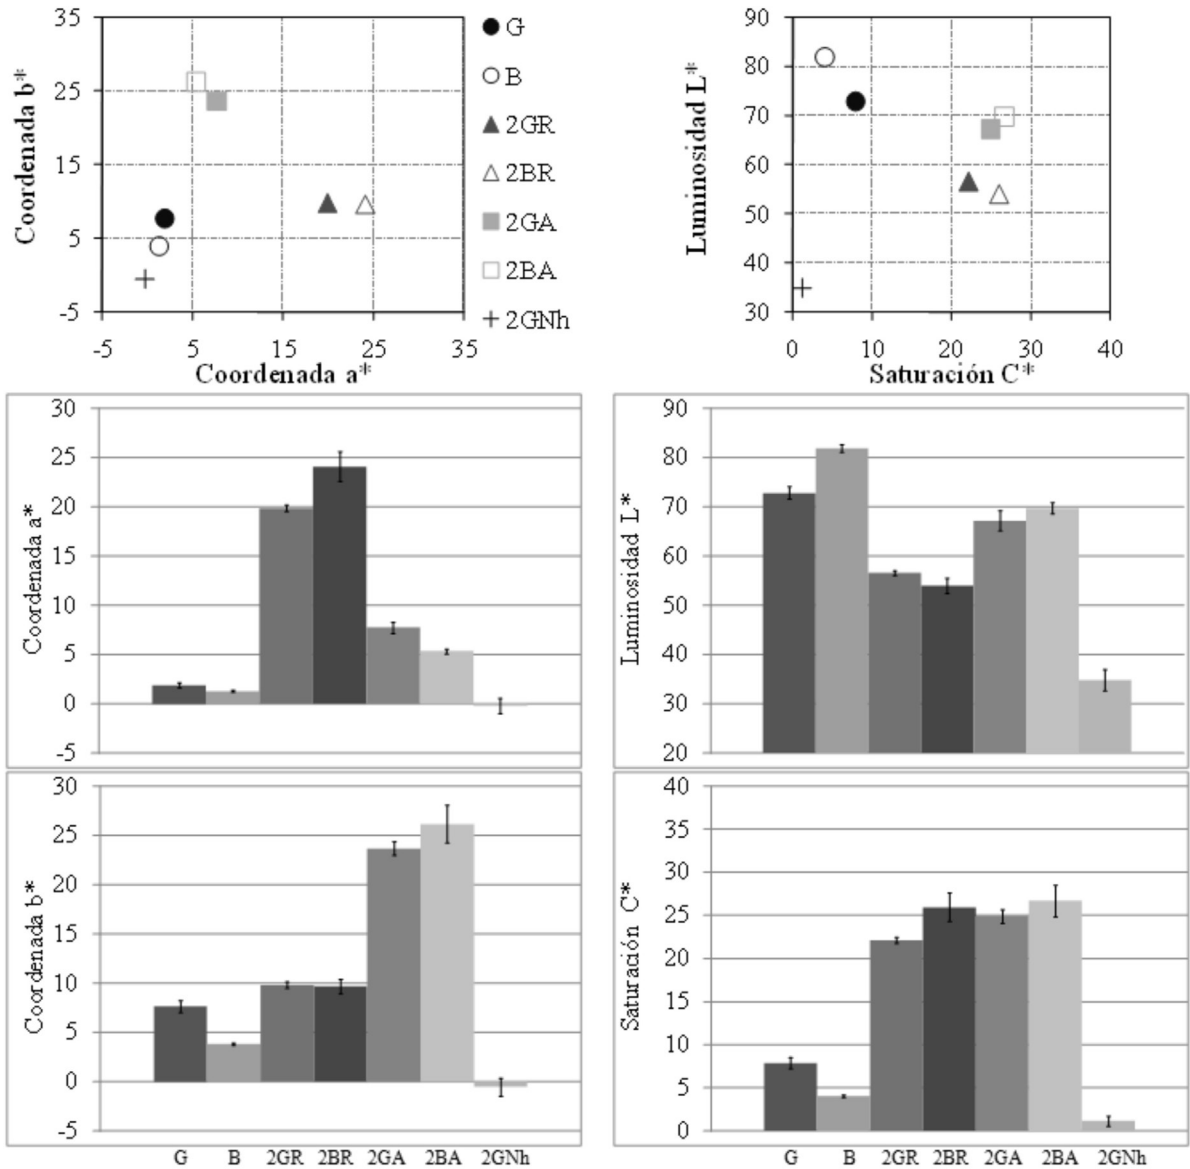 35
25
15
5
-5
-5 5 15 25 35
Coordenada b*
Coordenada a*
G
B
2GR
2BR
2GA
2BA
2GNh
90
80
70
60
50
40
30
0 10 20 30 40
Luminosidad L*
Saturación C*
30
25
20
15
10
5
0
-5
Coordenada a*
90
80
70
60
50
40
30
20
Luminosidad L*
30
25
20
15
10
5
0
-5
Coordenada b*
G B 2GR 2BR 2GA 2BA 2GNh
40
35
30
25
20
15
10
5
0
Saturación C*
G B 2GR 2BR 2GA 2BA 2GNh